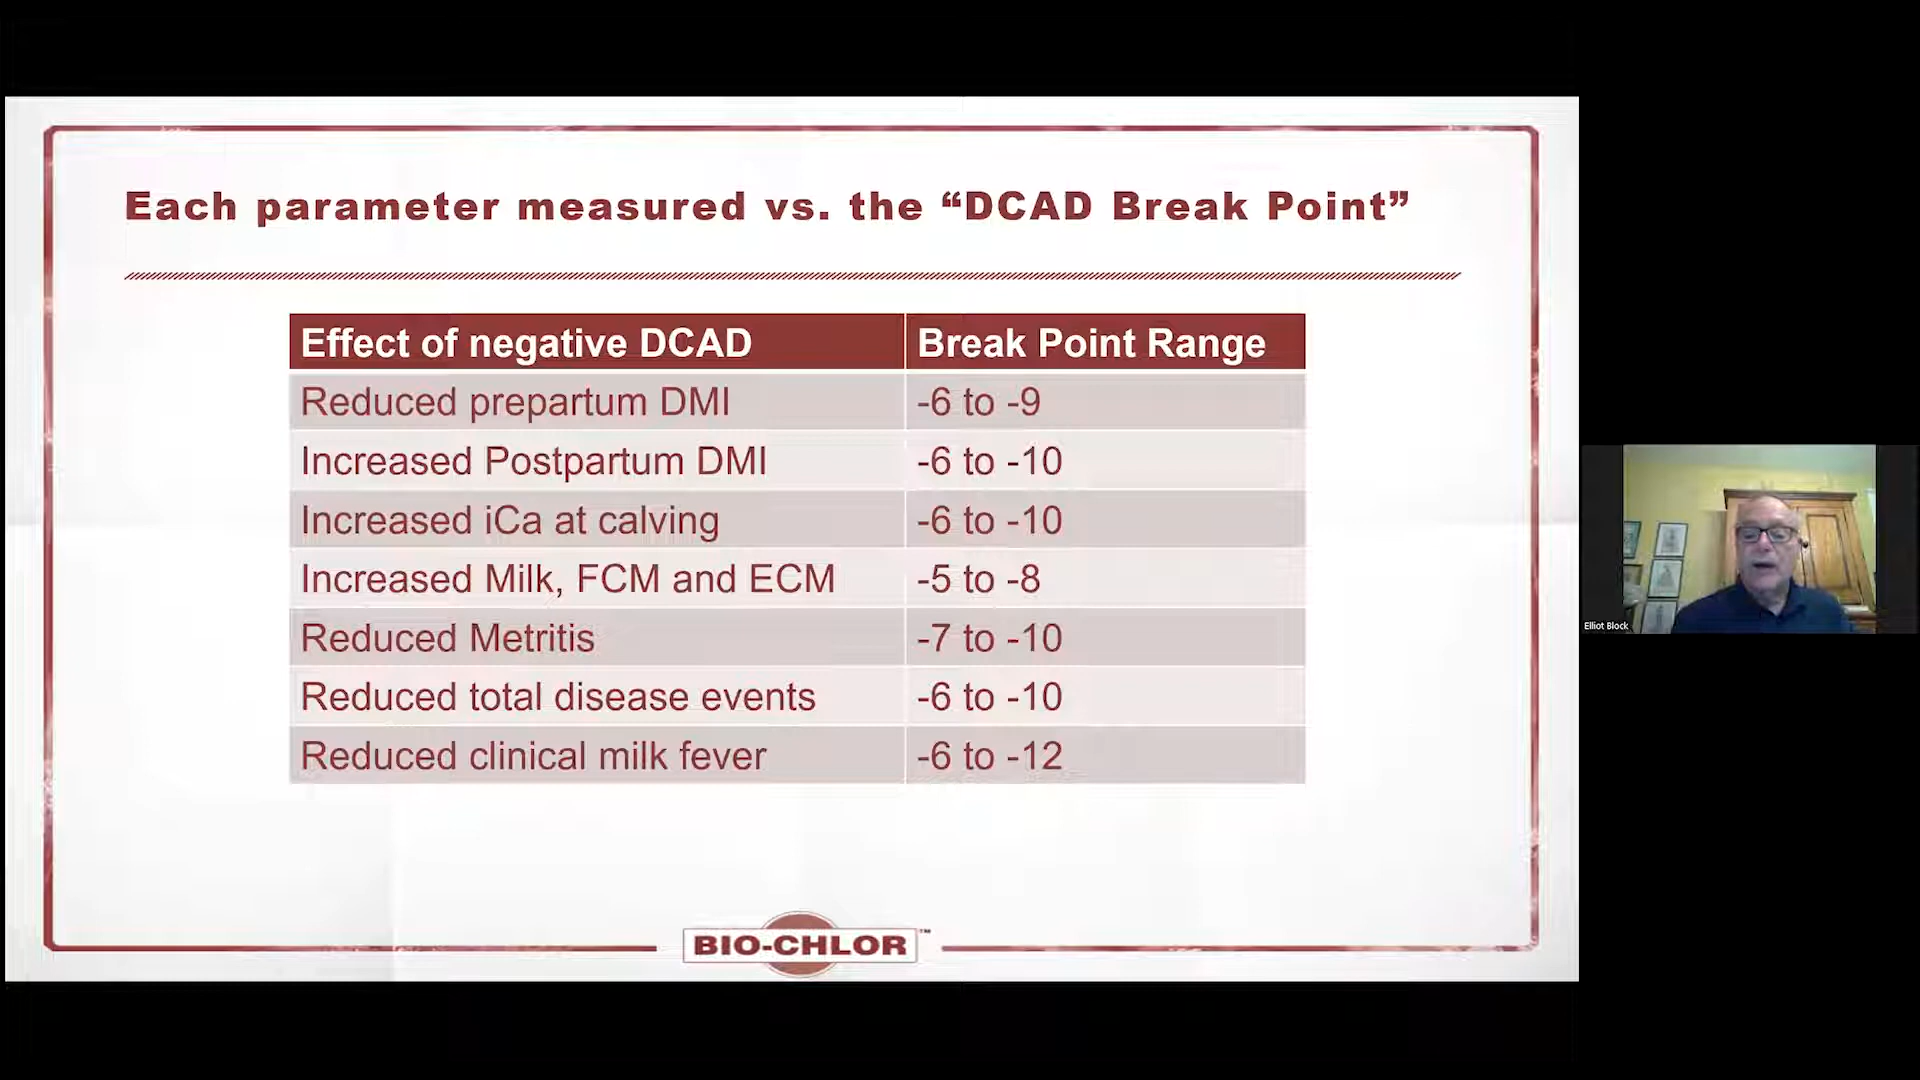 Each parameter measured vs. the “DCAD Break Point”
Effect of negative DCAD Break Point Range
Reduced prepartum DMI -6 to -9
Increased Postpartum DMI -6 to -10
Increased iCa at calving -6 to -10
Increased Milk, FCM and ECM -5 to -8
Reduced Metritis -7 to -10
Reduced total disease events -6 to -10
Reduced clinical milk fever -6 to -12
BIO-CHLOR™
Elliot Block